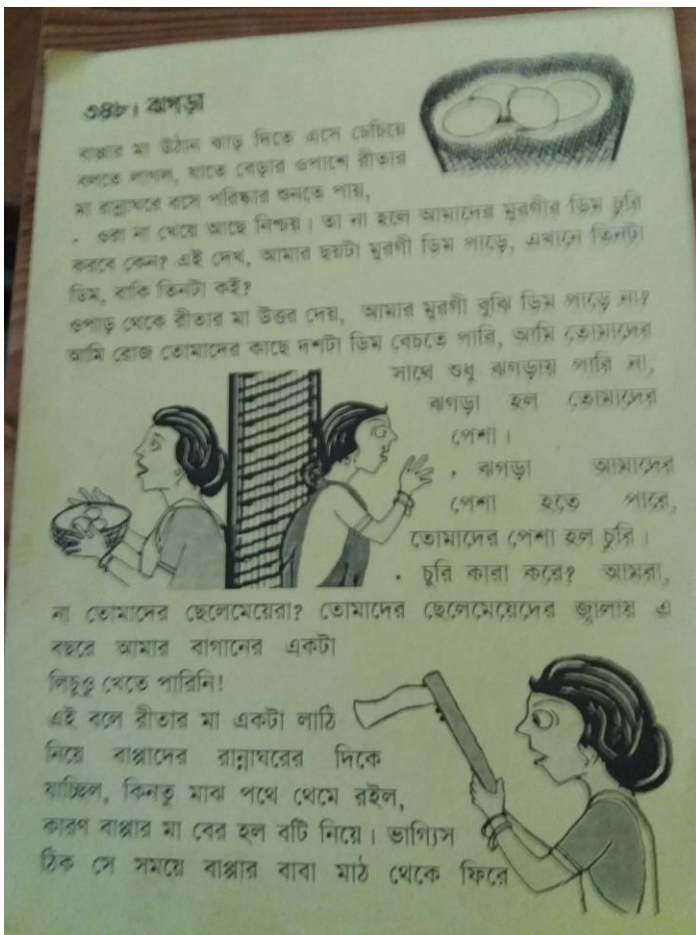 ৩৪৮। ঝগড়া
বাপ্পার মা উঠান ঝাড় দিতে এসে চেচিয়ে
বলতে লাগল, যাতে বেড়ার ওপাশে রীতার
মা রান্নাঘরে বসে পরিষ্কার শুনতে পায়,
- ওরা না খেয়ে আছে নিশ্চয়। তা না হলে আমাদের মুরগীর ডিম চুরি
করবে কেন? এই দেখ, আমার ছয়টা মুরগী ডিম পাড়ে, এখানে তিনটা
ডিম, বাকি তিনটা কই?
ওপাড় থেকে রীতার মা উত্তর দেয়, আমার মুরগী বুঝি ডিম পাড়ে না?
আমি রোজ তোমাদের কাছে দশটা ডিম বেচতে পারি, আমি তোমাদের
সাথে শুধু ঝগড়ায় পারি না,
ঝগড়া হল তোমাদের
পেশা।
- ঝগড়া আমাদের
পেশা হতে পারে,
তোমাদের পেশা হল চুরি।
- চুরি কারা করে? আমরা,
না তোমাদের ছেলেমেয়েরা? তোমাদের ছেলেমেয়েদের জ্বালায় এ
বছরে আমার বাগানের একটা
লিচুও খেতে পারিনি!
এই বলে রীতার মা একটা লাঠি
নিয়ে বাপ্পাদের রান্নাঘরের দিকে
যাচ্ছিল, কিনতু মাঝ পথে থেমে রইল,
কারণ বাপ্পার মা বের হল বটি নিয়ে। ভাগ্যিস
ঠিক সে সময়ে বাপ্পার বাবা মাঠ থেকে ফিরে